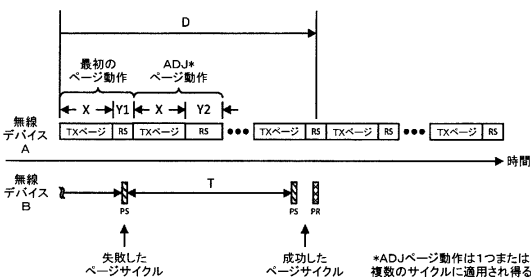 D
最初の
ページ動作
ADJ*
ページ動作
X Y1 X Y2
無線
デバイス
A
TXページ RS TXページ RS ●●● TXページ RS TXページ RS ●●● TXページ RS
時間
無線
デバイス
B
T
PS PS PR
失敗した
ページサイクル
成功した
ページサイクル
*ADJページ動作は1つまたは
複数のサイクルに適用され得る